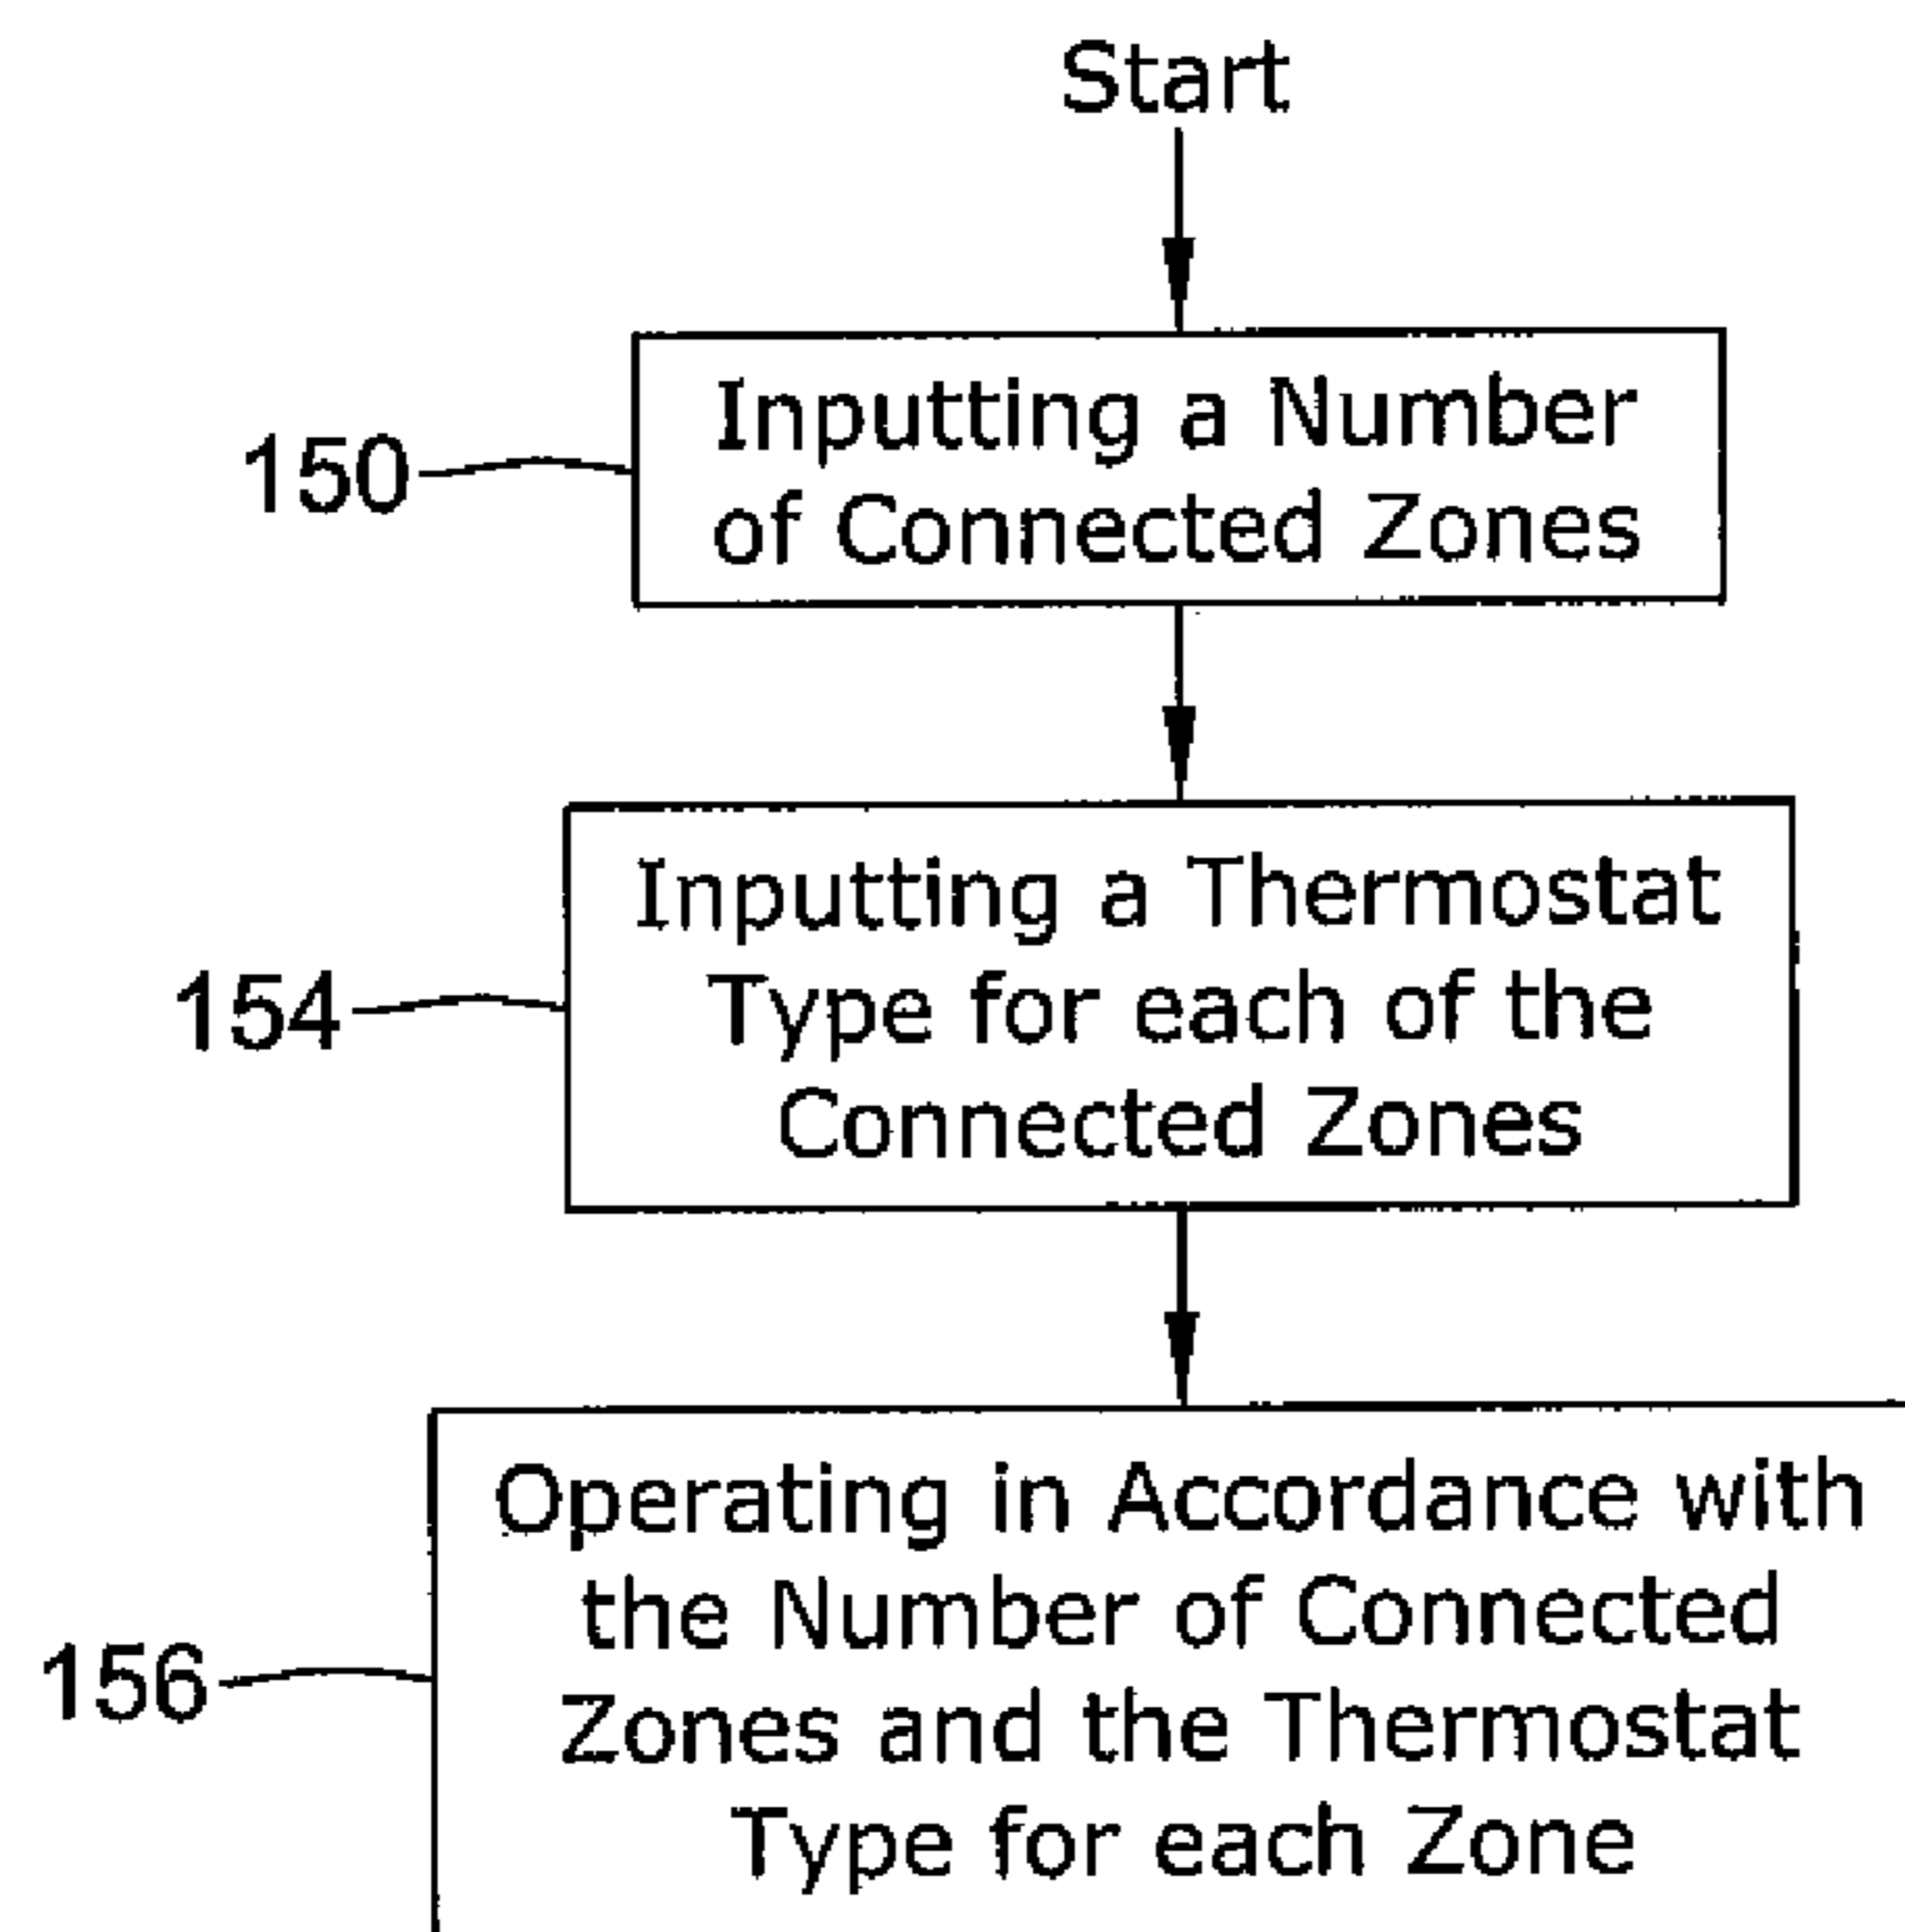 Start
150
Inputting a Number
of Connected Zones
154
Inputting a Thermostat
Type for each of the
Connected Zones
156
Operating in Accordance with
the Number of Connected
Zones and the Thermostat
Type for each Zone